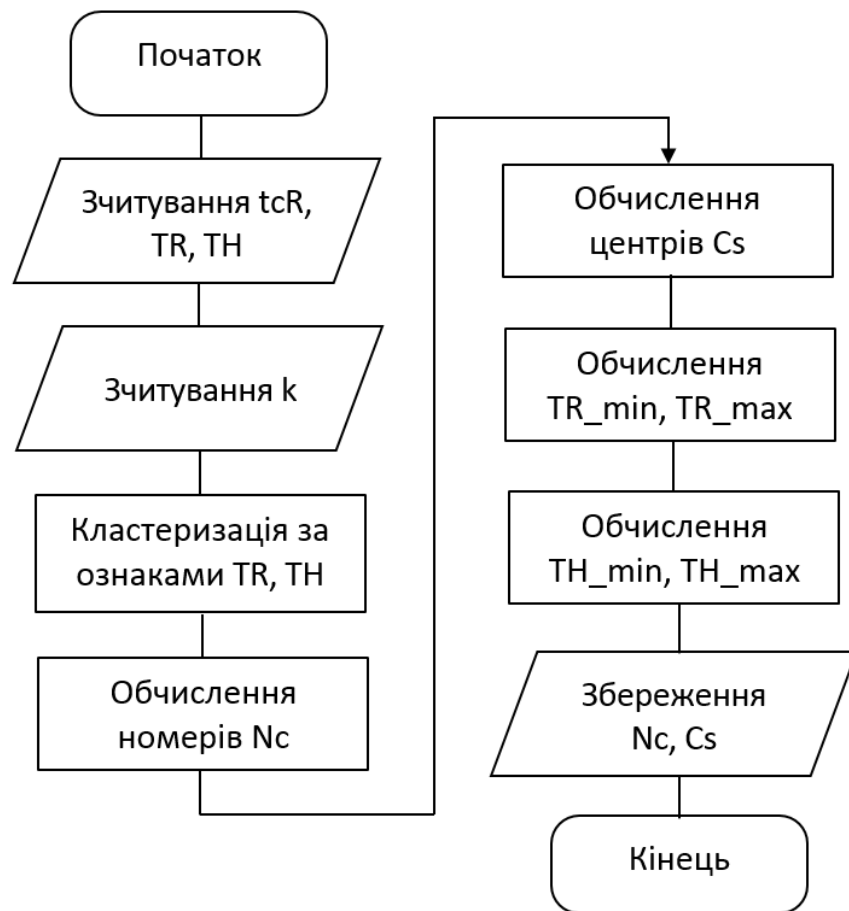 Початок
Зчитування tcR,
TR, TH
Зчитування k
Кластеризація за
ознаками TR, TH
Обчислення
номерів Nc
Обчислення
центрів Cs
Обчислення
TR_min, TR_max
Обчислення
TH_min, TH_max
Збереження
Nc, Cs
Кінець